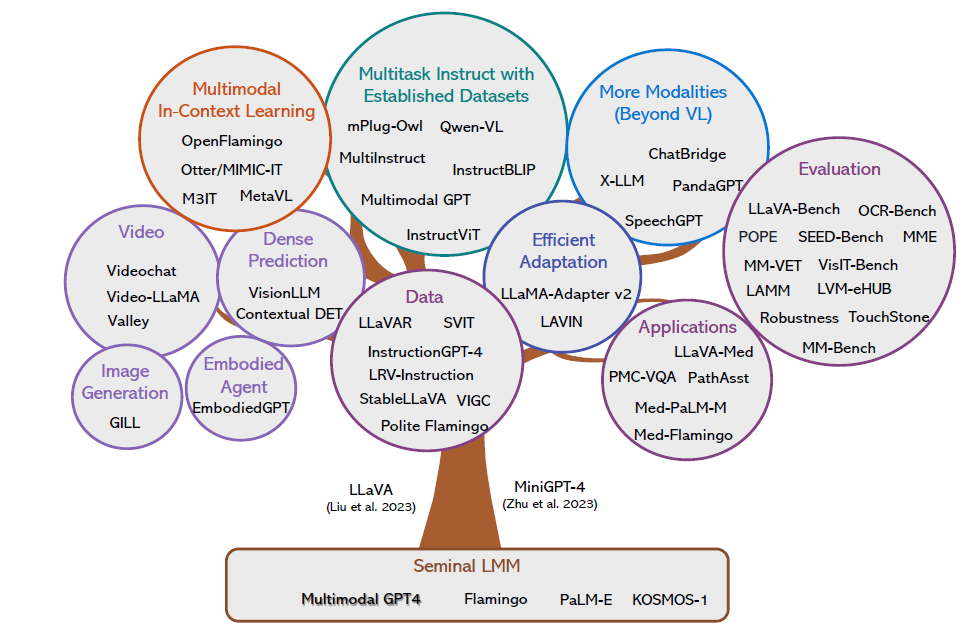 Multimodal
In-Context Learning
OpenFlamingo
Otter/MIMIC-IT
M3IT
MetaVL
Multitask Instruct with
Established Datasets
mPlug-Owl
Qwen-VL
MultiInstruct
InstructBLIP
Multimodal GPT
InstructViT
More Modalities
(Beyond VL)
ChatBridge
X-LLM
PandaGPT
SpeechGPT
Evaluation
LLaVA-Bench
OCR-Bench
POPE
SEED-Bench
MME
MM-VET
VisIT-Bench
LAMM
LVM-eHUB
Robustness
TouchStone
MM-Bench
Video
Videochat
Video-LLaMA
Valley
Dense
Prediction
VisionLLM
Contextual DET
Efficient
Adaptation
LLaMA-Adapter v2
LAVIN
Data
LLaVAR
SVIT
InstructionGPT-4
LRV-Instruction
StableLLaVA
VIGC
Polite Flamingo
Applications
LLaVA-Med
PMC-VQA
PathAsst
Med-PaLM-M
Med-Flamingo
Image
Generation
GILL
Embodied
Agent
EmbodiedGPT
LLaVA
(Liu et al. 2023)
MiniGPT-4
(Zhu et al. 2023)
Seminal LMM
Multimodal GPT4
Flamingo
PaLM-E
KOSMOS-1